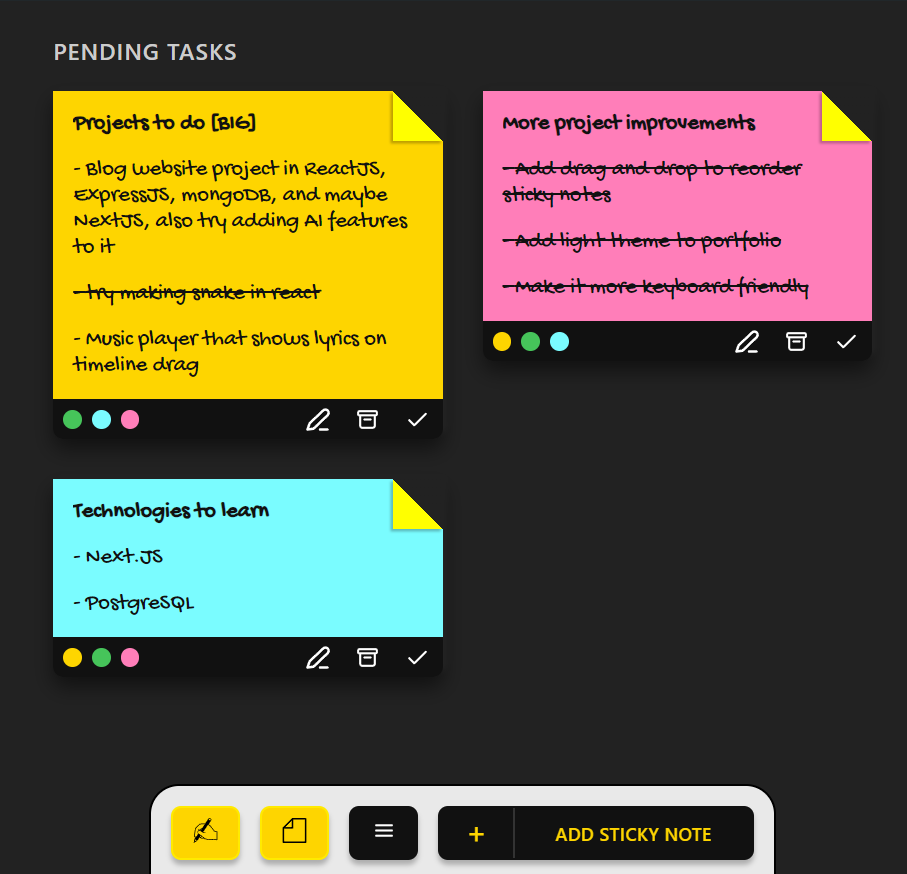 PENDING TASKS
Projects to do [BIG]
- Blog website project in ReactJS,
ExpressJS, mongoDB, and maybe
NextJS, also try adding AI features
to it
- try making snake in react
- Music player that shows lyrics on
timeline drag
More project improvements
- Add drag and drop to reorder
sticky notes
- Add light theme to portfolio
- Make it more keyboard friendly
Technologies to learn
- Next.JS
- PostgreSQL
+ ADD STICKY NOTE